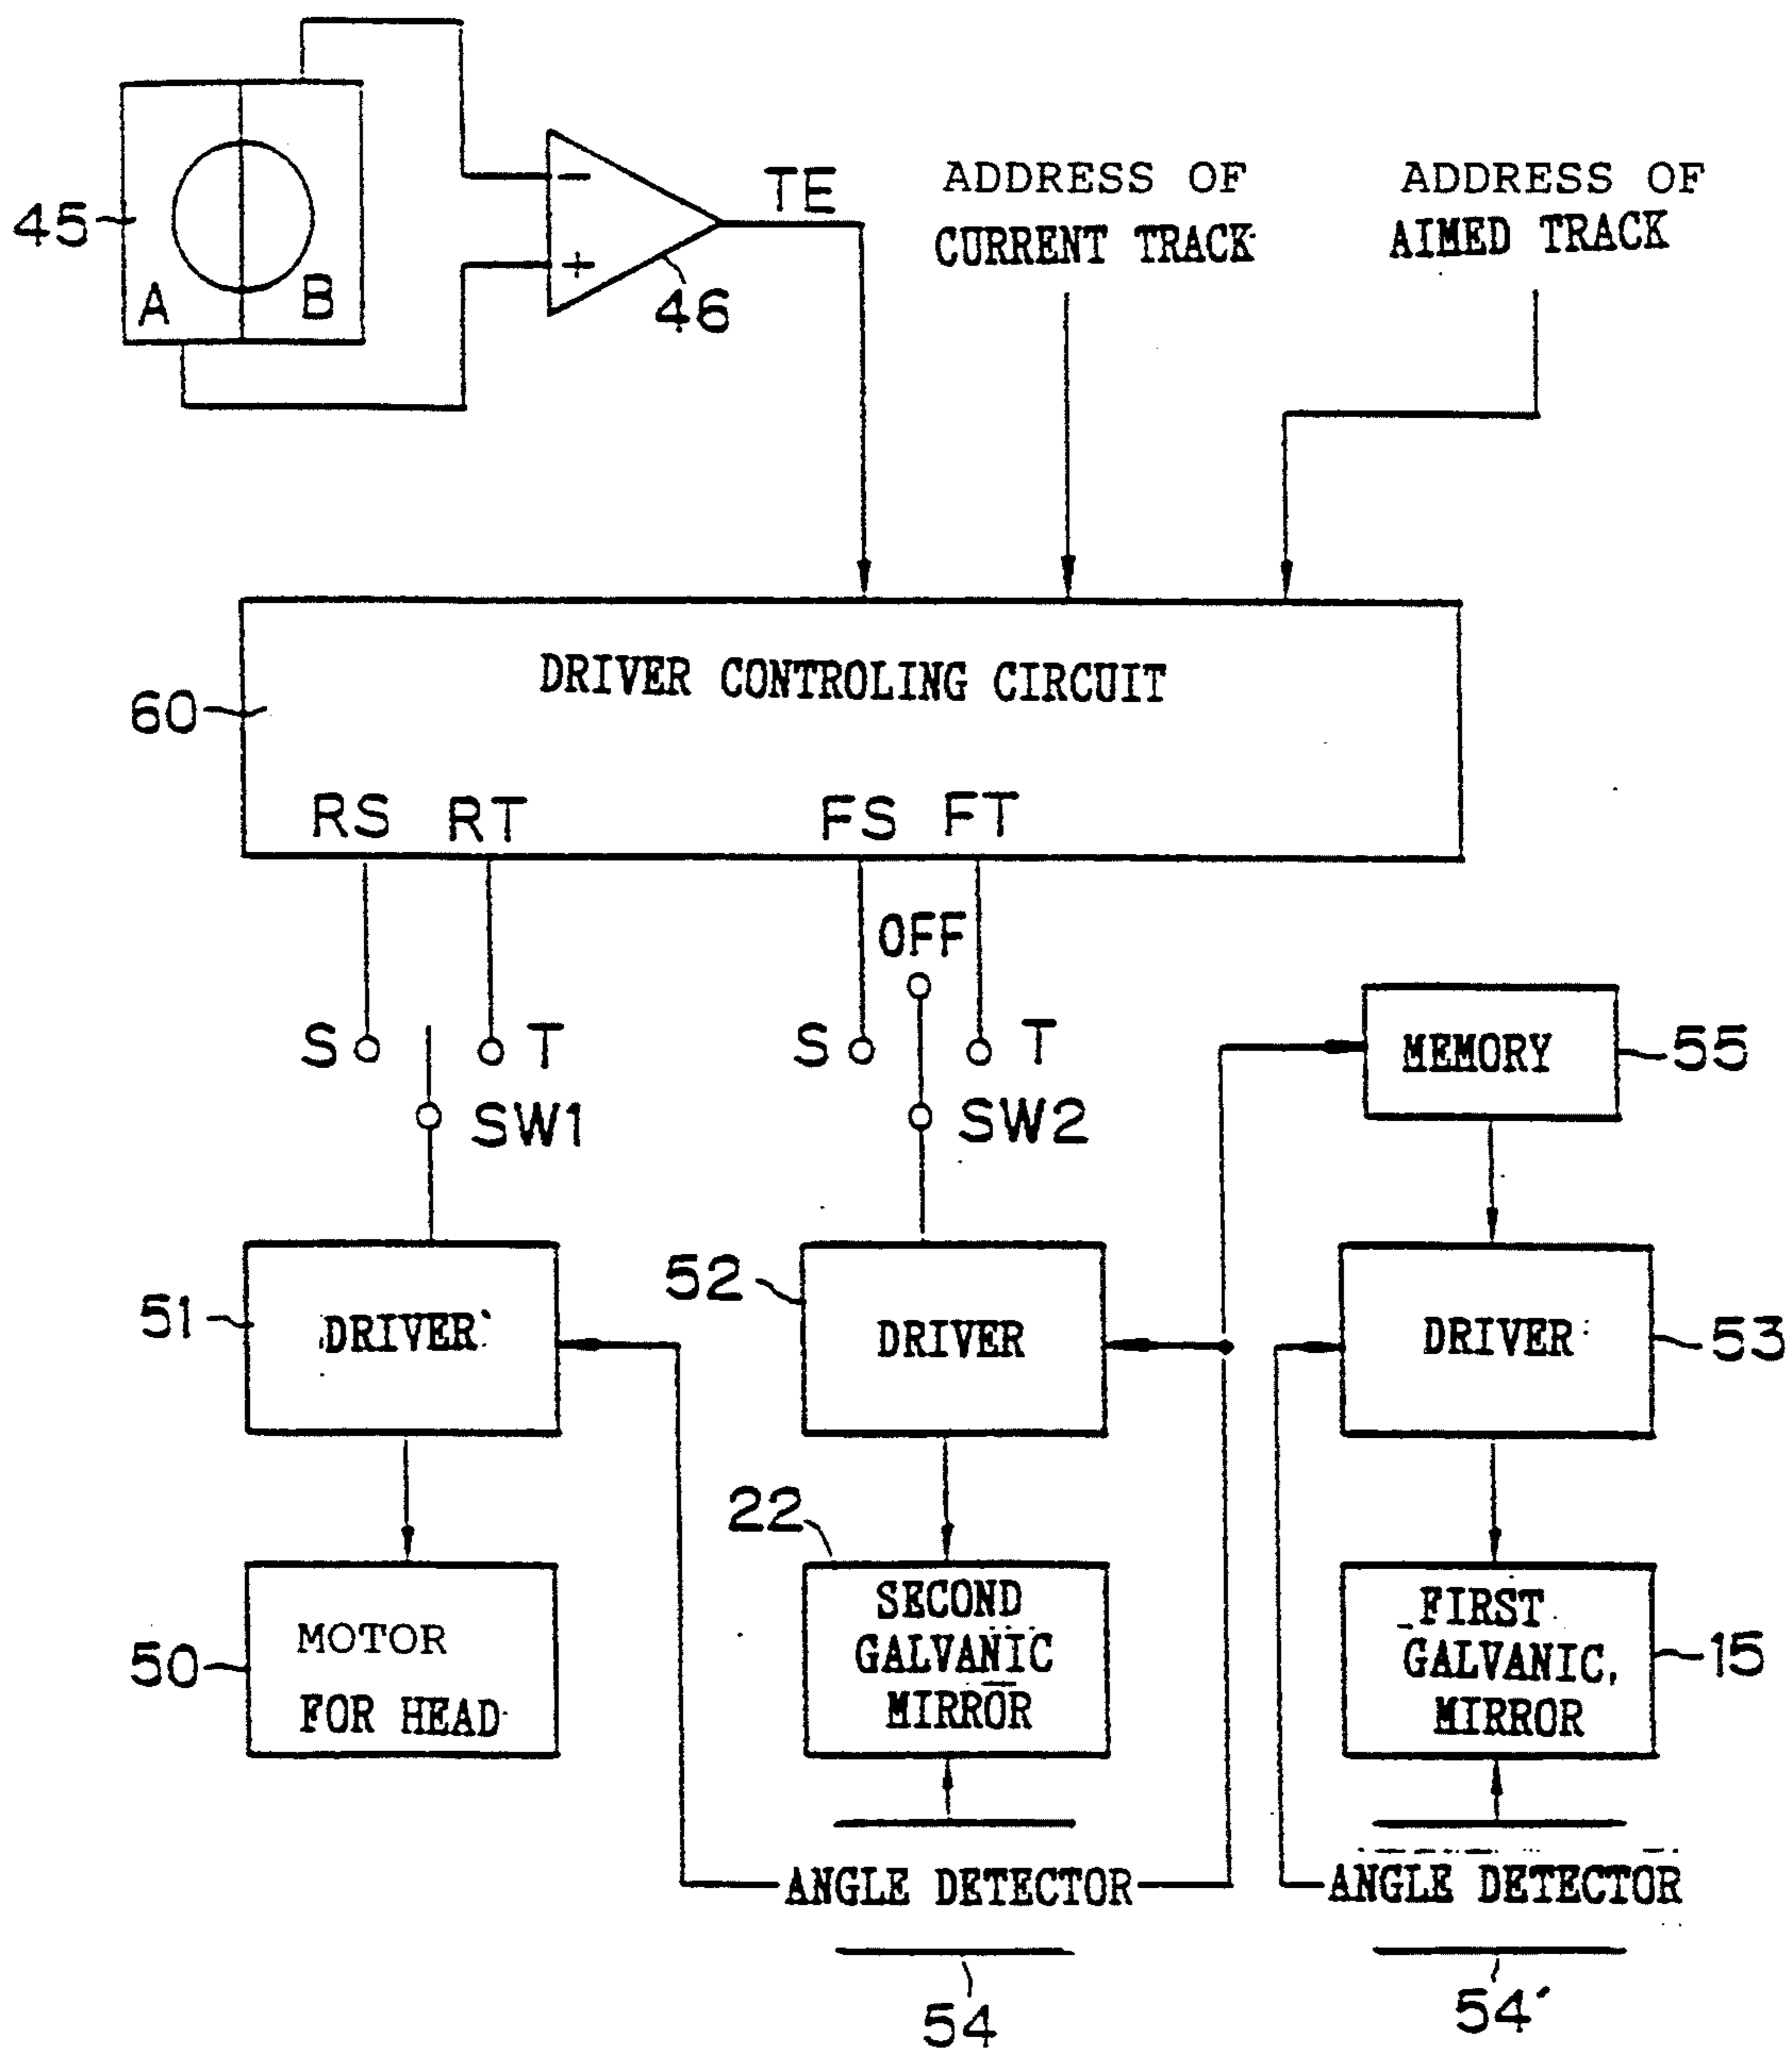 45
A
B
−
+
46
TE
ADDRESS OF
CURRENT TRACK
ADDRESS OF
AIMED TRACK
60
DRIVER CONTROLING CIRCUIT
RS RT FS FT
OFF
S T
SW1
S T
SW2
MEMORY
55
51
DRIVER
52
DRIVER
DRIVER
53
50
MOTOR
FOR HEAD
22
SECOND
GALVANIC
MIRROR
FIRST
GALVANIC
MIRROR
15
ANGLE DETECTOR
54
ANGLE DETECTOR
54'